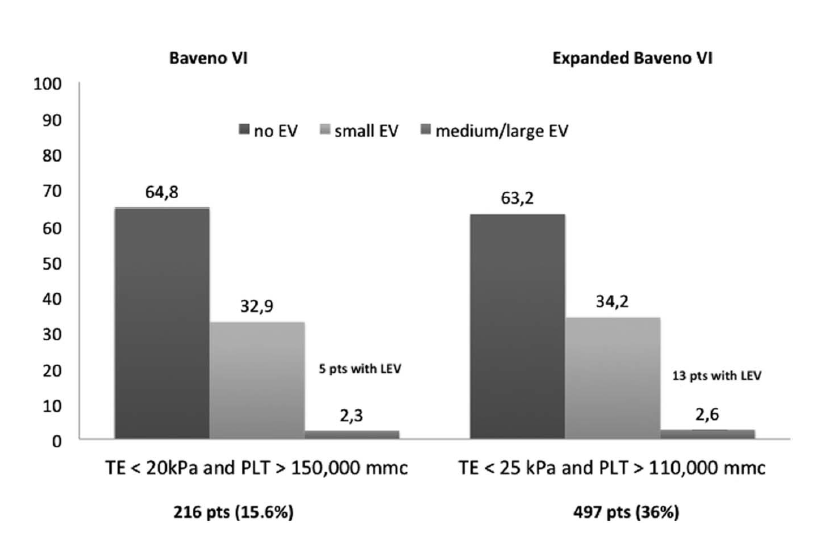 Baveno VI
Expanded Baveno VI
100
90
80
70
60
50
40
30
20
10
0
no EV
small EV
medium/large EV
64,8
32,9
5 pts with LEV
2,3
63,2
34,2
13 pts with LEV
2,6
TE < 20kPa and PLT > 150,000 mmc
TE < 25 kPa and PLT > 110,000 mmc
216 pts (15.6%)
497 pts (36%)